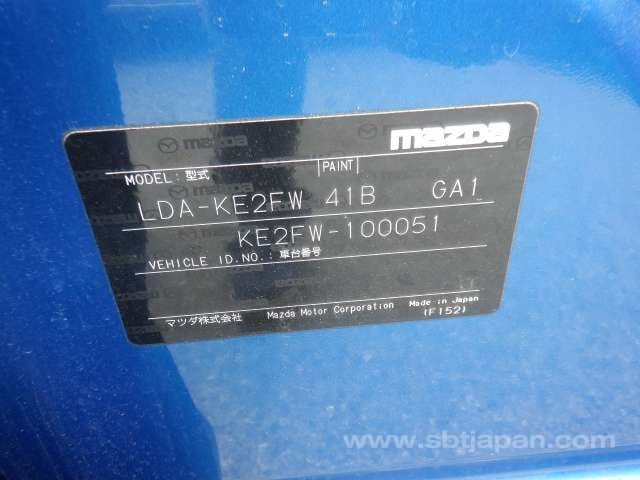 mazda
MODEL: 型式 PAINT
LDA-KE2FW 41B GA1
KE2FW-100051
VEHICLE ID.NO.: 車台番号
マツダ株式会社 Mazda Motor Corporation Made in Japan
(F152)
www.sbtjapan.com